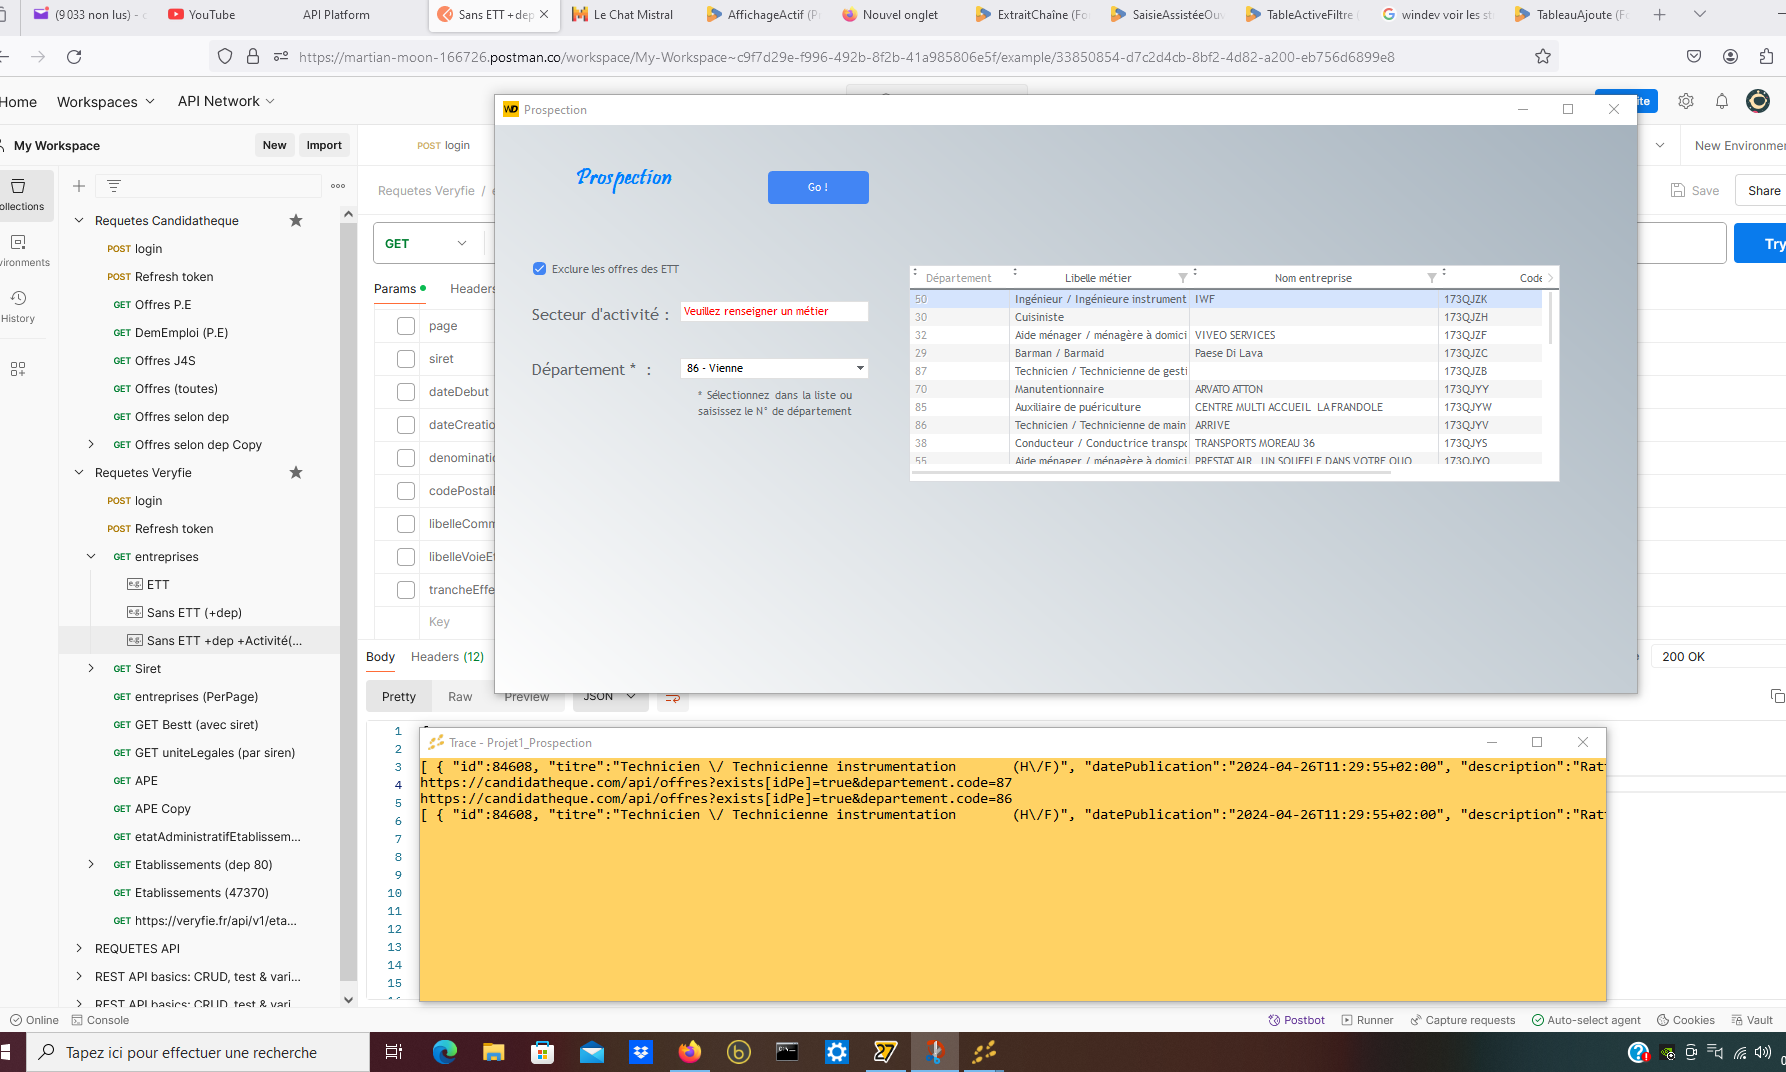 (9 033 non lus) - c
YouTube
API Platform
Sans ETT +dep
Le Chat Mistral
AffichageActif (P
Nouvel onglet
ExtraitChaîne (Fo
SaisieAssistéeOuv
TableActiveFiltre (
windev voir les st
TableauAjoute (Fo
https://martian-moon-166726.postman.co/workspace/My-Workspace~c9f7d29e-f996-492b-8f2b-41a985806e5f/example/33850854-d7c2d4cb-8bf2-4d82-a200-eb756d6899e8
Home
Workspaces
API Network
ite
My Workspace
New
Import
POST login
New Environmen
ollections
vironments
History
Requetes Veryfie / e
Save
Share
GET
Try
Params
Headers
page
siret
dateDebut
dateCreatio
denominatio
codePostalE
libelleComm
libelleVoieE
trancheEffe
Key
Body
Headers (12)
200 OK
Pretty
Raw
Preview
JSON
Requetes Candidatheque
POST login
POST Refresh token
GET Offres P.E
GET DemEmploi (P.E)
GET Offres J4S
GET Offres (toutes)
GET Offres selon dep
GET Offres selon dep Copy
Requetes Veryfie
POST login
POST Refresh token
GET entreprises
e.g. ETT
e.g. Sans ETT (+dep)
e.g. Sans ETT +dep +Activité(...
GET Siret
GET entreprises (PerPage)
GET GET Bestt (avec siret)
GET GET uniteLegales (par siren)
GET APE
GET APE Copy
GET etatAdministratifEtablissem...
GET Etablissements (dep 80)
GET Etablissements (47370)
GET https://veryfie.fr/api/v1/eta...
REQUETES API
REST API basics: CRUD, test & vari...
REST API basics: CRUD, test & vari
WD Prospection
Prospection
Go !
Exclure les offres des ETT
Secteur d'activité :
Veuillez renseigner un métier
Département * :
86 - Vienne
* Sélectionnez dans la liste ou
saisissez le N° de département
Département Libelle métier Nom entreprise Code
50 Ingénieur / Ingénieure instrument IWF 173QJZK
30 Cuisiniste 173QJZH
32 Aide ménager / ménagère à domici VIVEO SERVICES 173QJZF
29 Barman / Barmaid Paese Di Lava 173QJZC
87 Technicien / Technicienne de gesti 173QJZB
70 Manutentionnaire ARVATO ATTON 173QJYY
85 Auxiliaire de puériculture CENTRE MULTI ACCUEIL LA FRANDOLE 173QJYW
86 Technicien / Technicienne de main ARRIVE 173QJYV
38 Conducteur / Conductrice transpo TRANSPORTS MOREAU 36 173QJYS
55 Aide ménager / ménagère à domici PRESTAT AIR UN SOUFFLE DANS VOTRE QUO 173QJYQ
1
2
3
4
5
6
7
8
9
10
11
12
13
14
15
Trace - Projet1_Prospection
[ { "id":84608, "titre":"Technicien \/ Technicienne instrumentation (H\/F)", "datePublication":"2024-04-26T11:29:55+02:00", "description":"Rat
https://candidatheque.com/api/offres?exists[idPe]=true&departement.code=87
https://candidatheque.com/api/offres?exists[idPe]=true&departement.code=86
[ { "id":84608, "titre":"Technicien \/ Technicienne instrumentation (H\/F)", "datePublication":"2024-04-26T11:29:55+02:00", "description":"Rat
Online
Console
Postbot
Runner
Capture requests
Auto-select agent
Cookies
Vault
Tapez ici pour effectuer une recherche
27